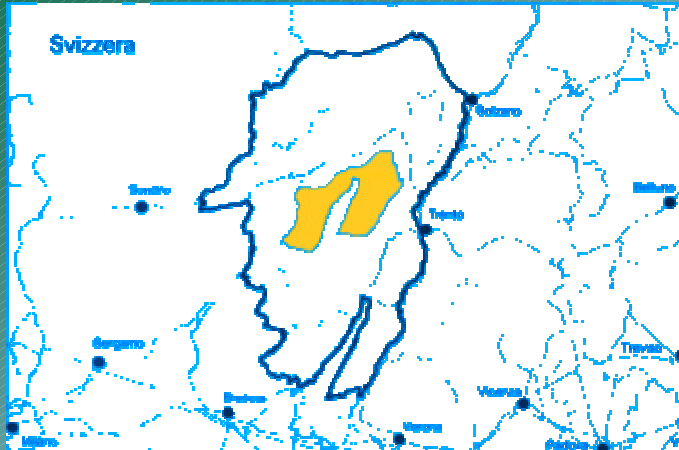 Svizzera
Bolzano
Sondrio
Belluno
Trento
Bergamo
Treviso
Brescia
Vicenza
Verona
Milano
Padova